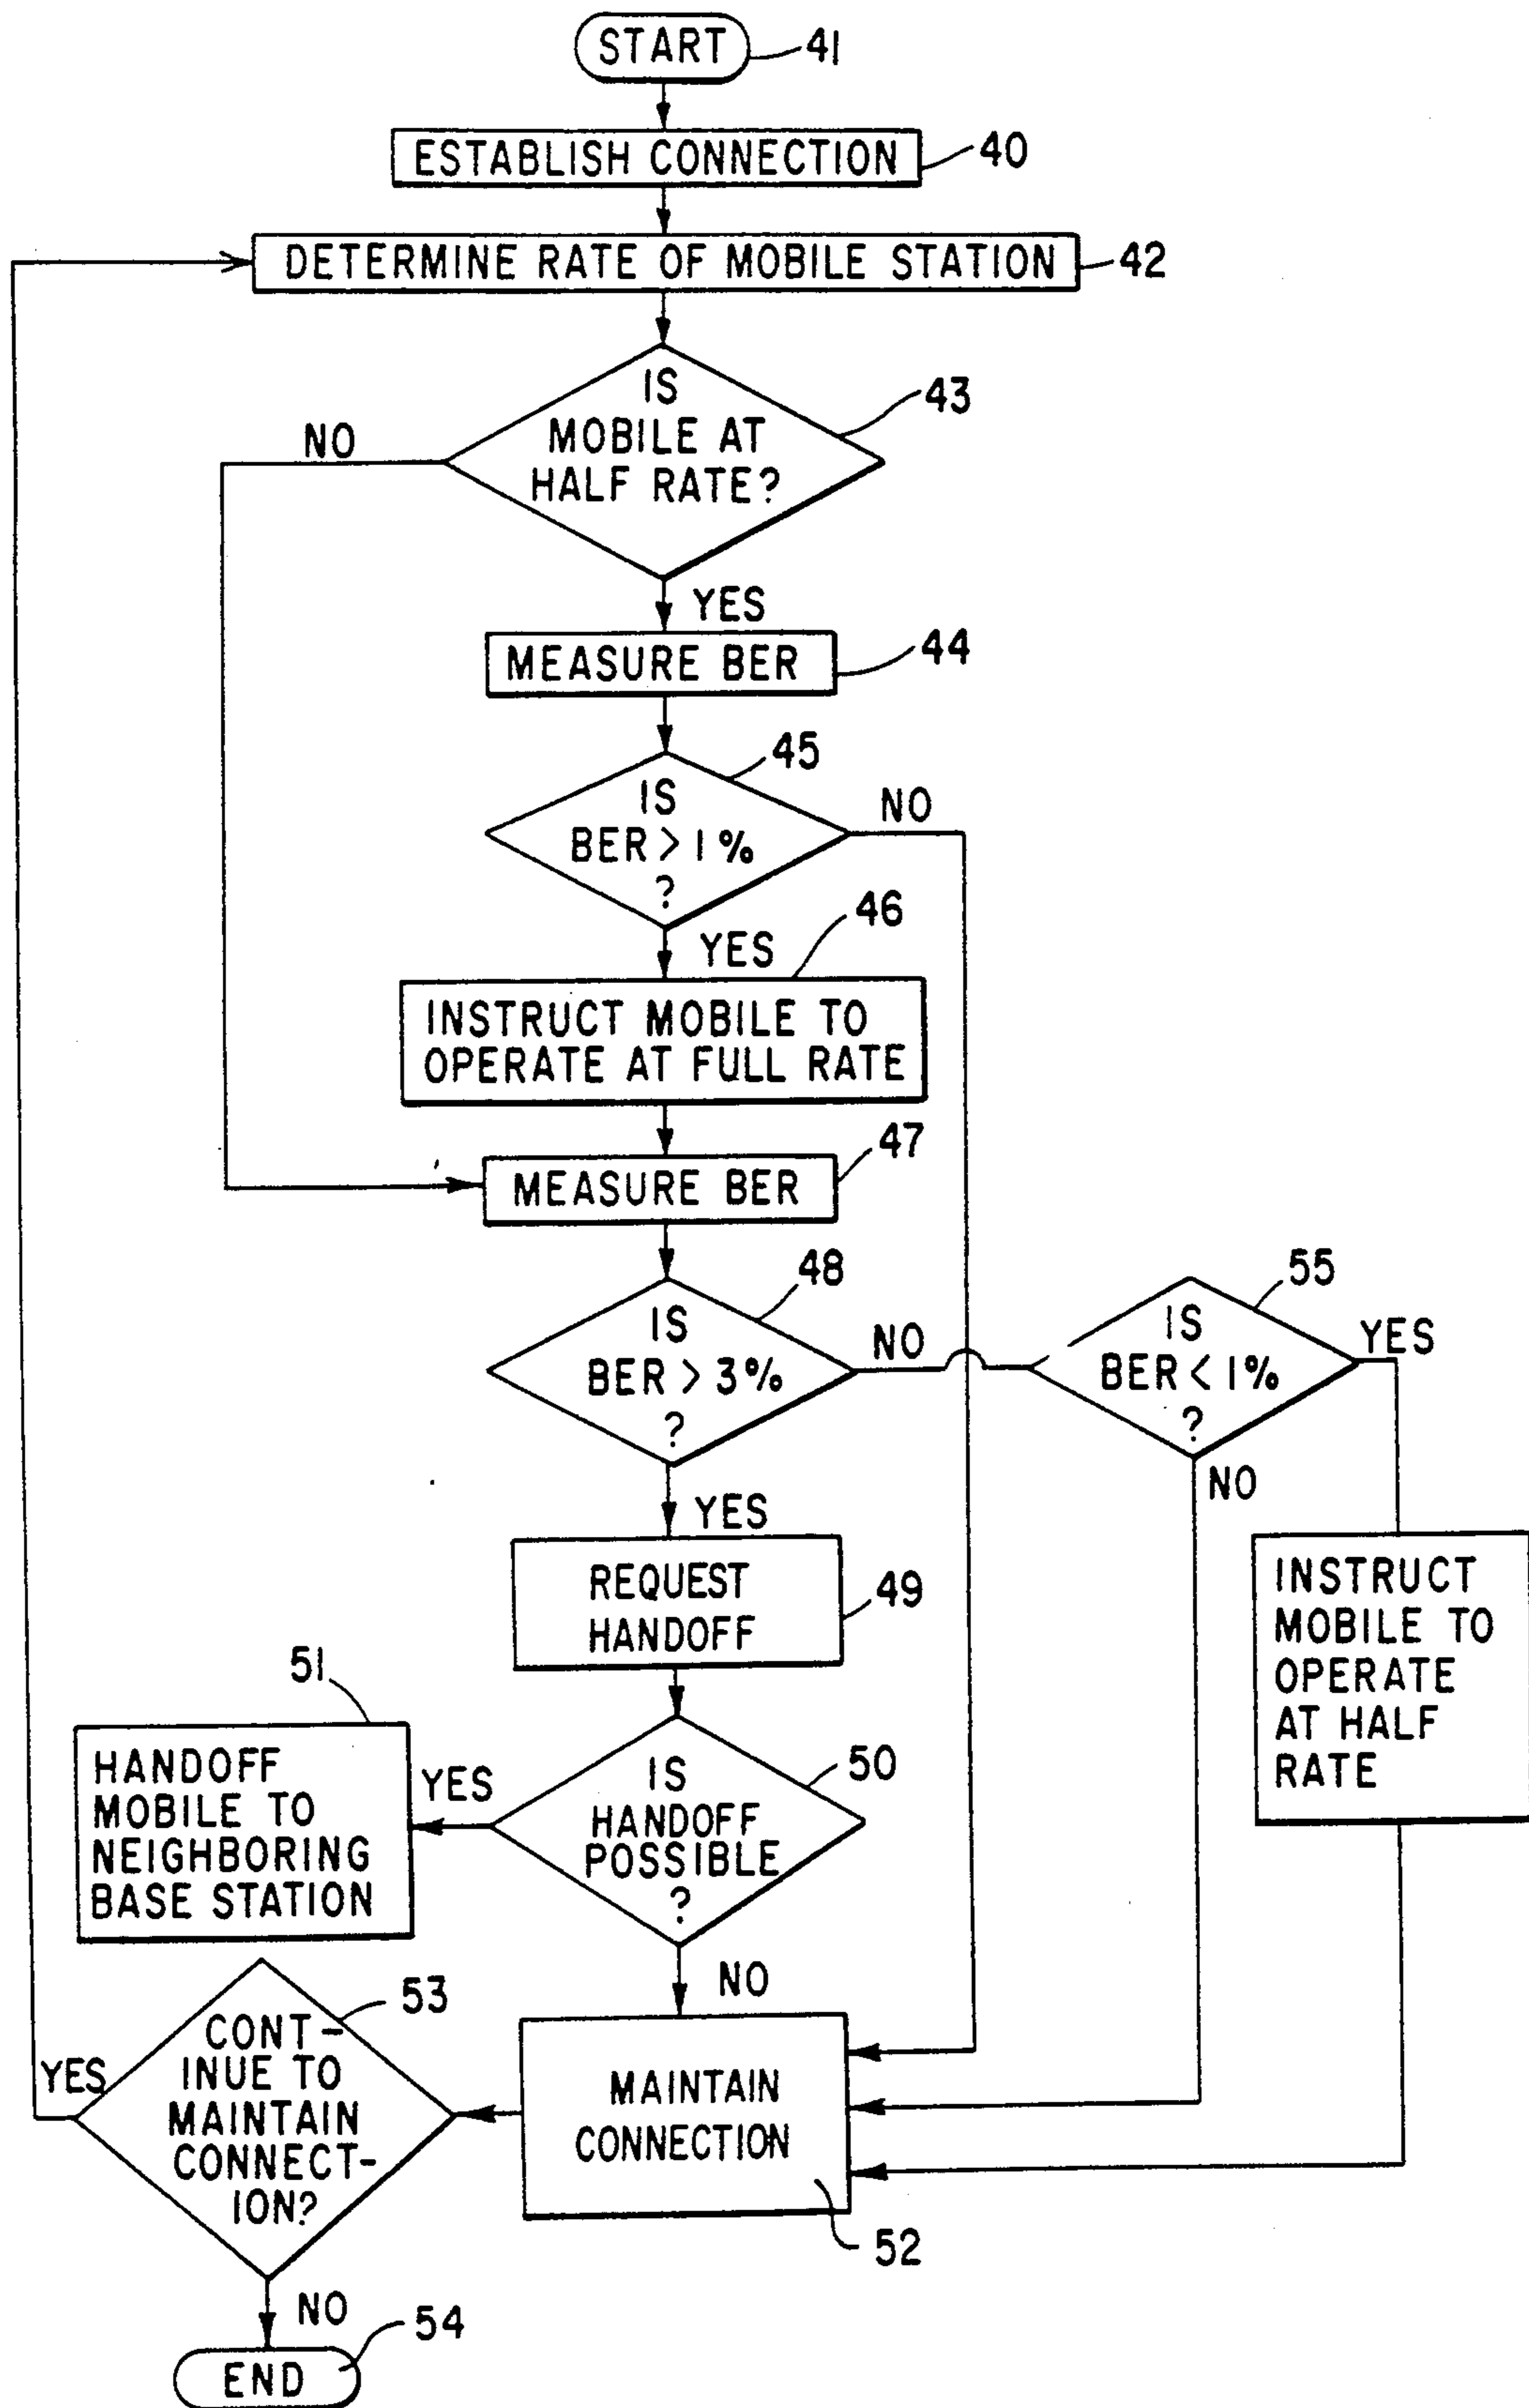 START
41
ESTABLISH CONNECTION
40
DETERMINE RATE OF MOBILE STATION
42
IS
MOBILE AT
HALF RATE?
43
NO
YES
MEASURE BER
44
45
IS
BER > 1%
?
NO
YES
46
INSTRUCT MOBILE TO
OPERATE AT FULL RATE
47
MEASURE BER
48
IS
BER > 3%
?
NO
55
IS
BER < 1%
?
YES
NO
YES
REQUEST
HANDOFF
49
INSTRUCT
MOBILE TO
OPERATE
AT HALF
RATE
51
HANDOFF
MOBILE TO
NEIGHBORING
BASE STATION
YES
50
IS
HANDOFF
POSSIBLE
?
NO
53
CONT-
INUE TO
MAINTAIN
CONNECT-
ION?
YES
MAINTAIN
CONNECTION
52
NO
54
END